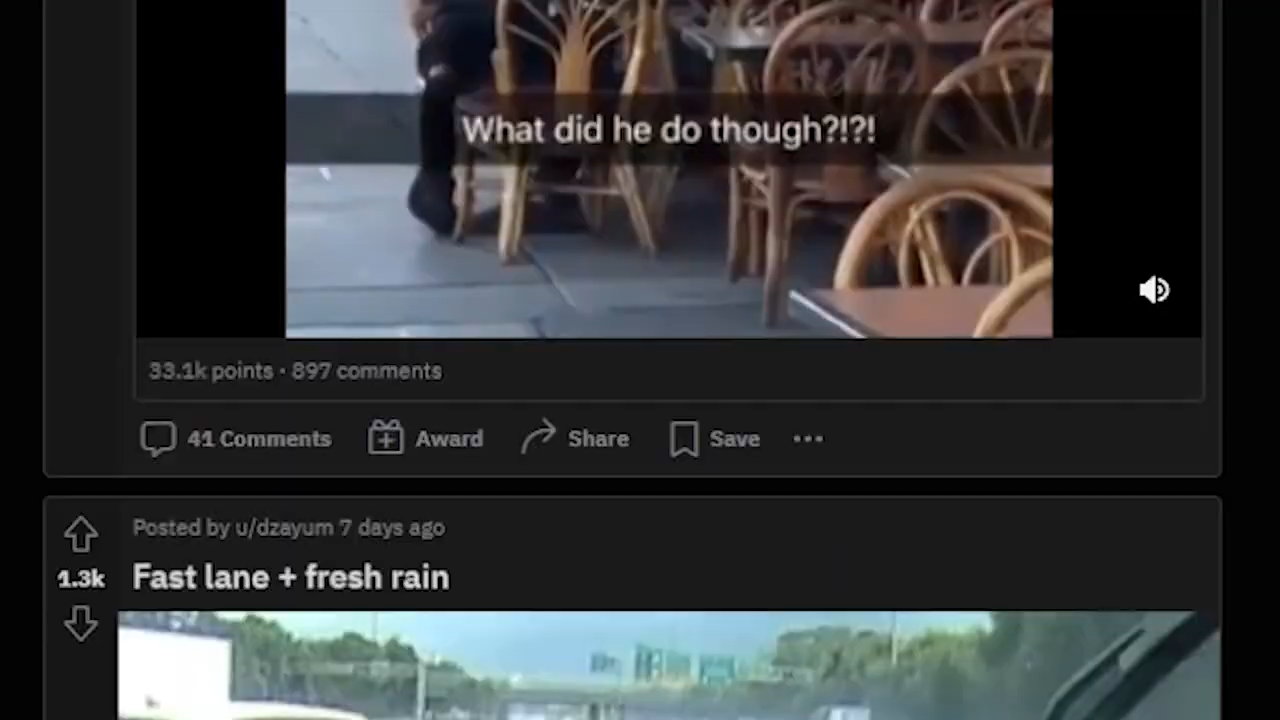 What did he do though?!?!
33.1k points · 897 comments
41 Comments Award Share Save ···
Posted by u/dzayum 7 days ago
1.3k
Fast lane + fresh rain